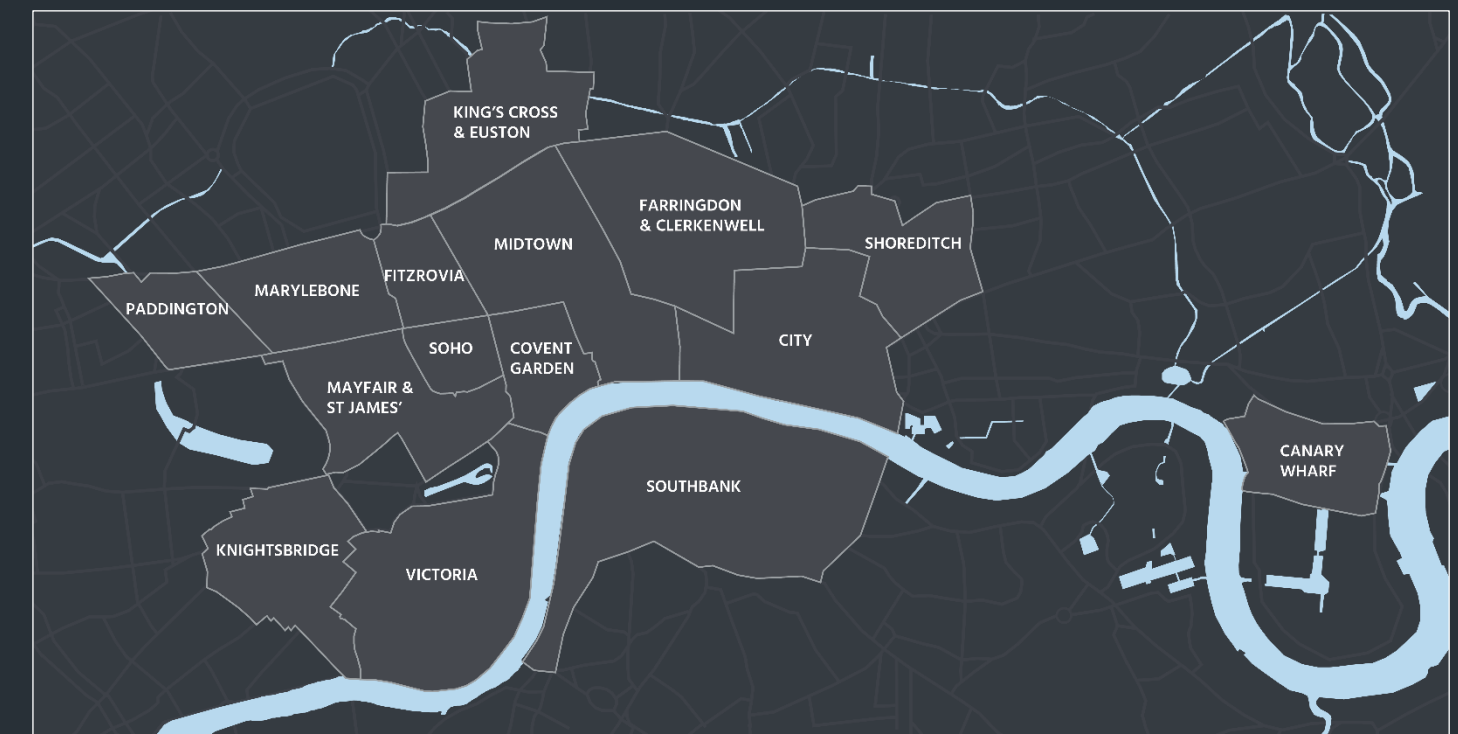 KING'S CROSS
& EUSTON
FARRINGDON
& CLERKENWELL
MIDTOWN
SHOREDITCH
FITZROVIA
MARYLEBONE
PADDINGTON
CITY
SOHO
COVENT
GARDEN
MAYFAIR &
ST JAMES'
CANARY
WHARF
SOUTHBANK
KNIGHTSBRIDGE
VICTORIA